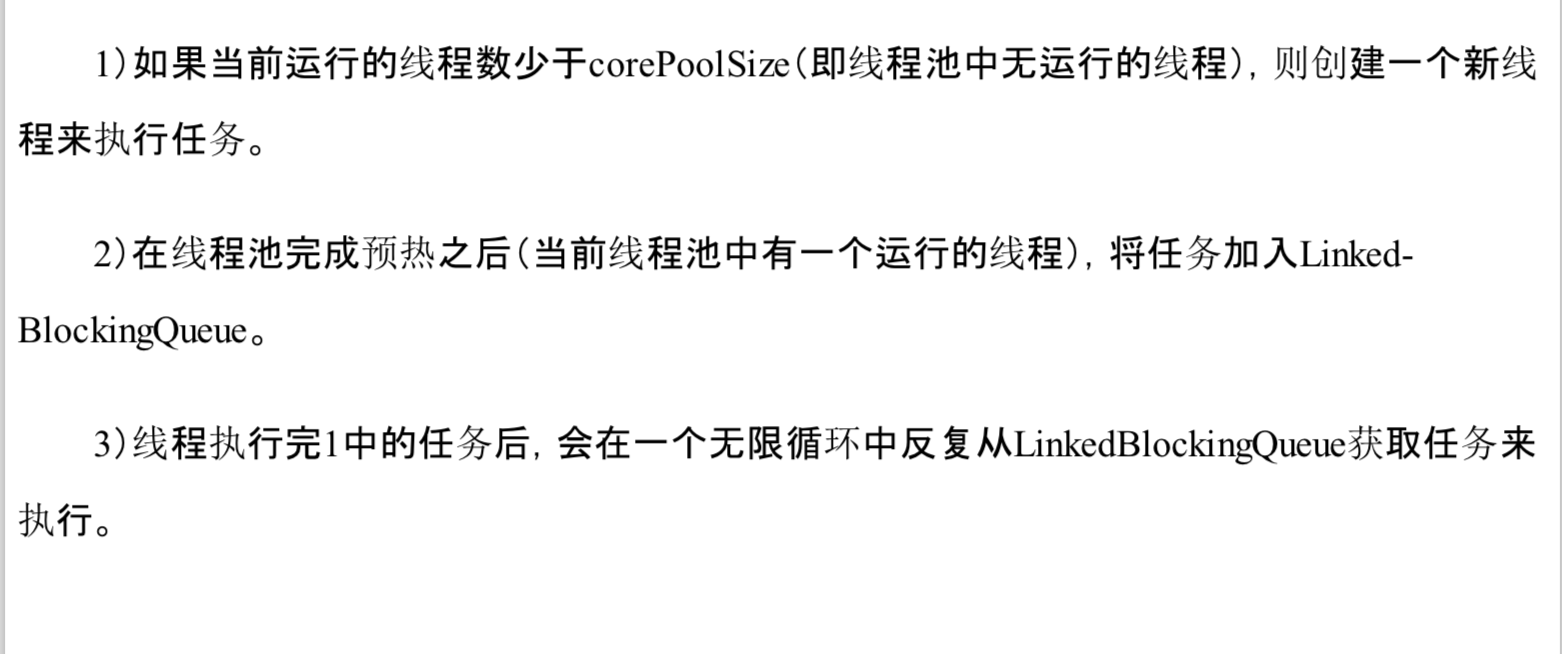 1)如果当前运行的线程数少于corePoolSize(即线程池中无运行的线程),则创建一个新线
程来执行任务。
2)在线程池完成预热之后(当前线程池中有一个运行的线程),将任务加入Linked-
BlockingQueue。
3)线程执行完1中的任务后,会在一个无限循环中反复从LinkedBlockingQueue获取任务来
执行。